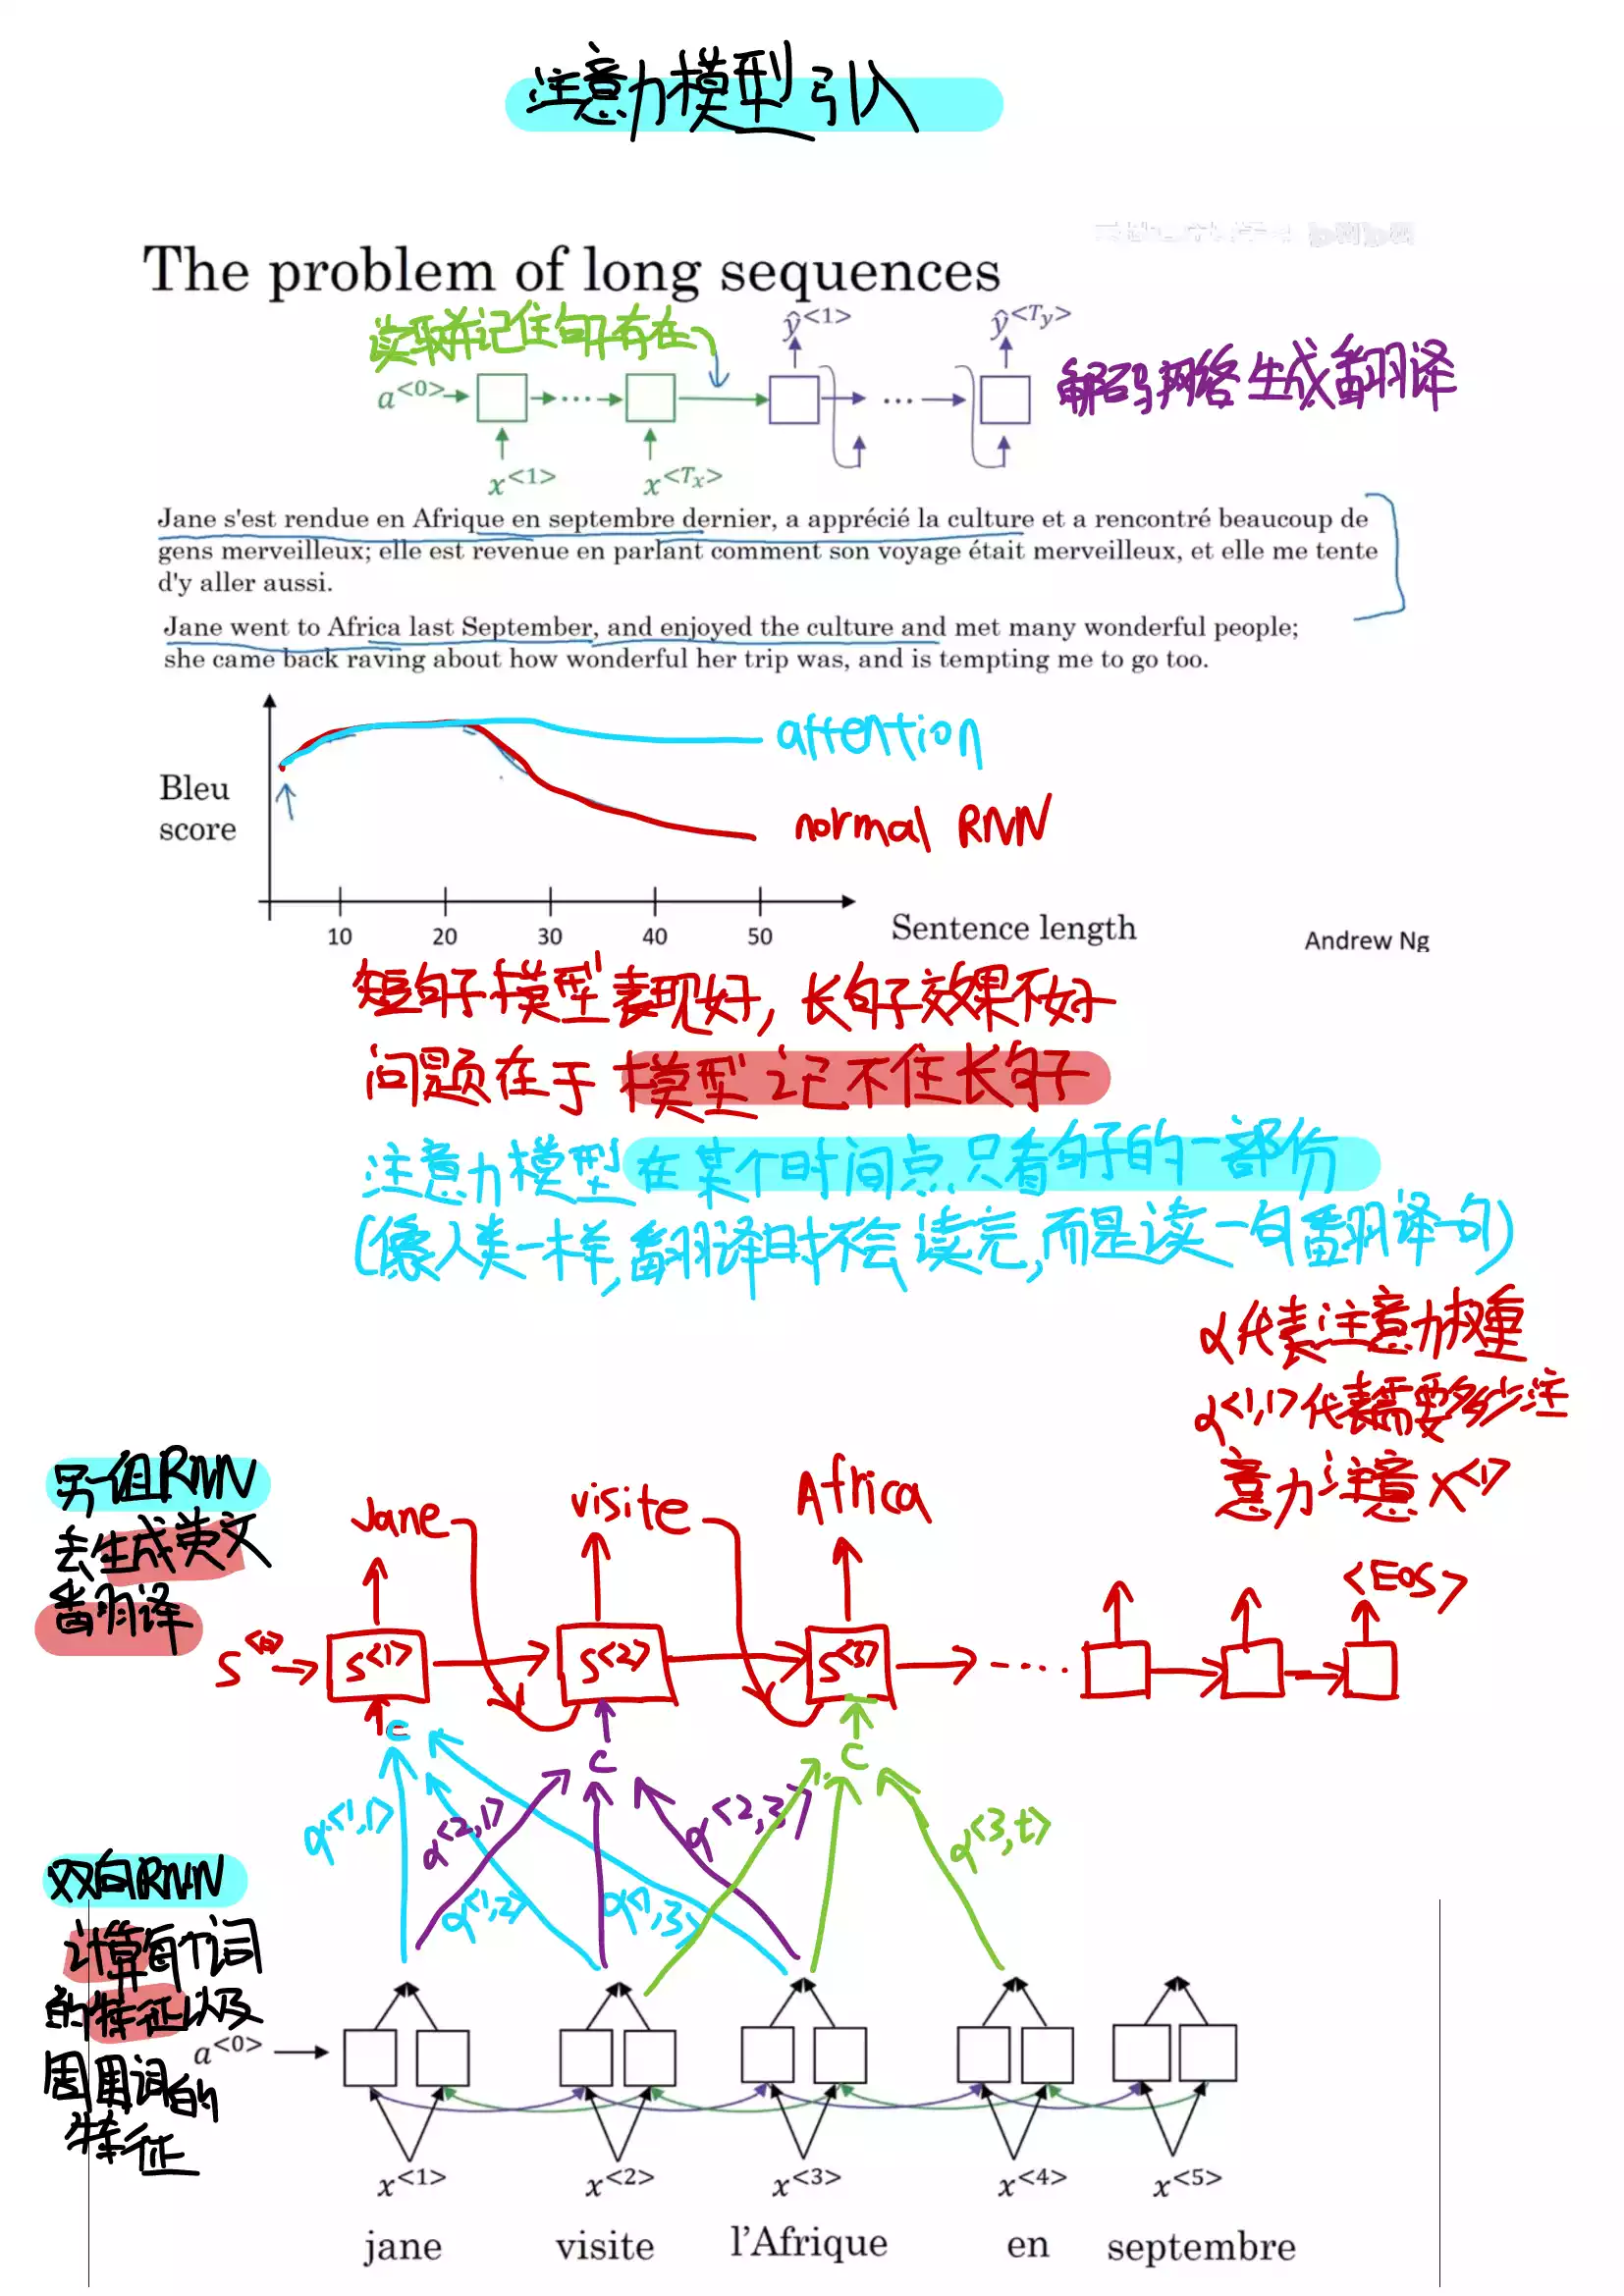 注意力模型引入
The problem of long sequences
读取并记住句子存在
ŷ<1>
ŷ<Ty>
解码网络生成翻译
a<0>
...
...
x<1>
x<Tx>
Jane s'est rendue en Afrique en septembre dernier, a apprécié la culture et a rencontré beaucoup de
gens merveilleux; elle est revenue en parlant comment son voyage était merveilleux, et elle me tente
d'y aller aussi.
Jane went to Africa last September, and enjoyed the culture and met many wonderful people;
she came back raving about how wonderful her trip was, and is tempting me to go too.
attention
Bleu
score
normal RNN
10 20 30 40 50
Sentence length
Andrew Ng
短句子模型表现好, 长句子效果不好
问题在于模型记不住长句子
注意力模型在某个时间点只看句子的一部份
(像人类一样,翻译时不会读完,而是读一句翻译一句)
α代表注意力权重
α<1,1>代表需要多少注
意力注意x<1>
另一组RNN
去生成英文
翻译
Jane
visite
Africa
<EOS>
S<0>
S<1>
S<2>
S<3>
....
c
c
c
α<1,1>
α<2,1>
α<2,3>
α<3,t>
α<1,2>
α<1,3>
双向RNN
计算每个词
的特征以及
周围词的
特征
a<0>
x<1> x<2> x<3> x<4> x<5>
jane visite l'Afrique en septembre